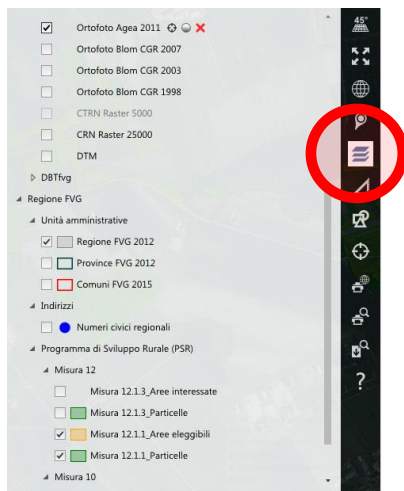 Ortofoto Agea 2011
Ortofoto Blom CGR 2007
Ortofoto Blom CGR 2003
Ortofoto Blom CGR 1998
CTRN Raster 5000
CRN Raster 25000
DTM
DBTfvg
Regione FVG
Unità amministrative
Regione FVG 2012
Province FVG 2012
Comuni FVG 2015
Indirizzi
Numeri civici regionali
Programma di Sviluppo Rurale (PSR)
Misura 12
Misura 12.1.3_Aree interessate
Misura 12.1.3_Particelle
Misura 12.1.1_Aree eleggibili
Misura 12.1.1_Particelle
Misura 10
45°
?